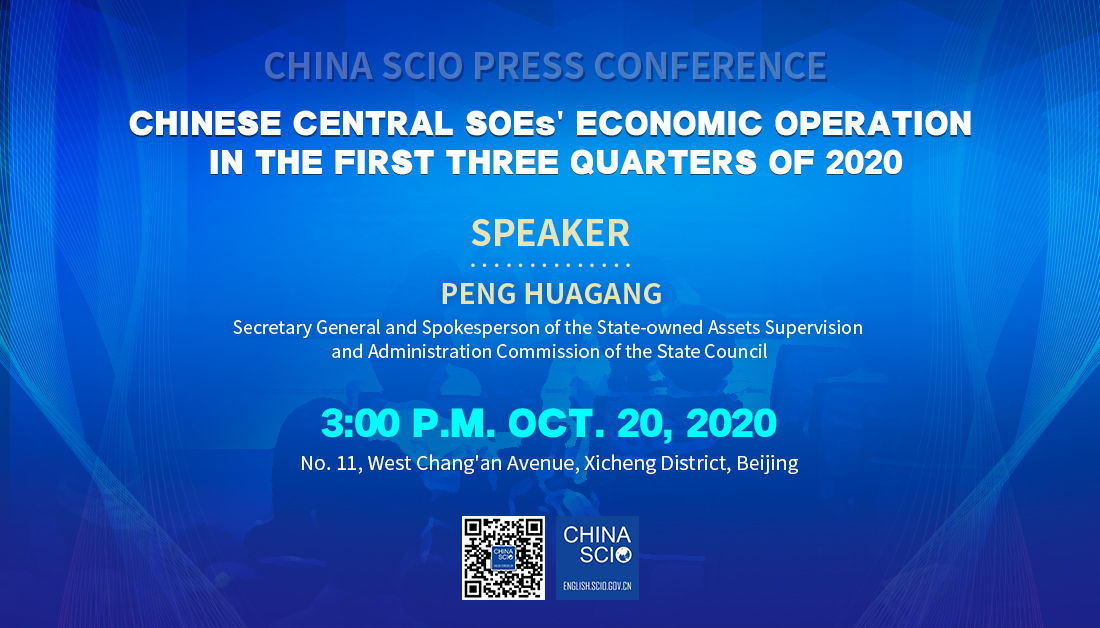 CHINA SCIO PRESS CONFERENCE
CHINESE CENTRAL SOEs' ECONOMIC OPERATION
IN THE FIRST THREE QUARTERS OF 2020
SPEAKER
PENG HUAGANG
Secretary General and Spokesperson of the State-owned Assets Supervision
and Administration Commission of the State Council
3:00 P.M. OCT. 20, 2020
No. 11, West Chang'an Avenue, Xicheng District, Beijing
CHINA
SCIO
CHINA
SCIO
ENGLISH.SCIO.GOV.CN